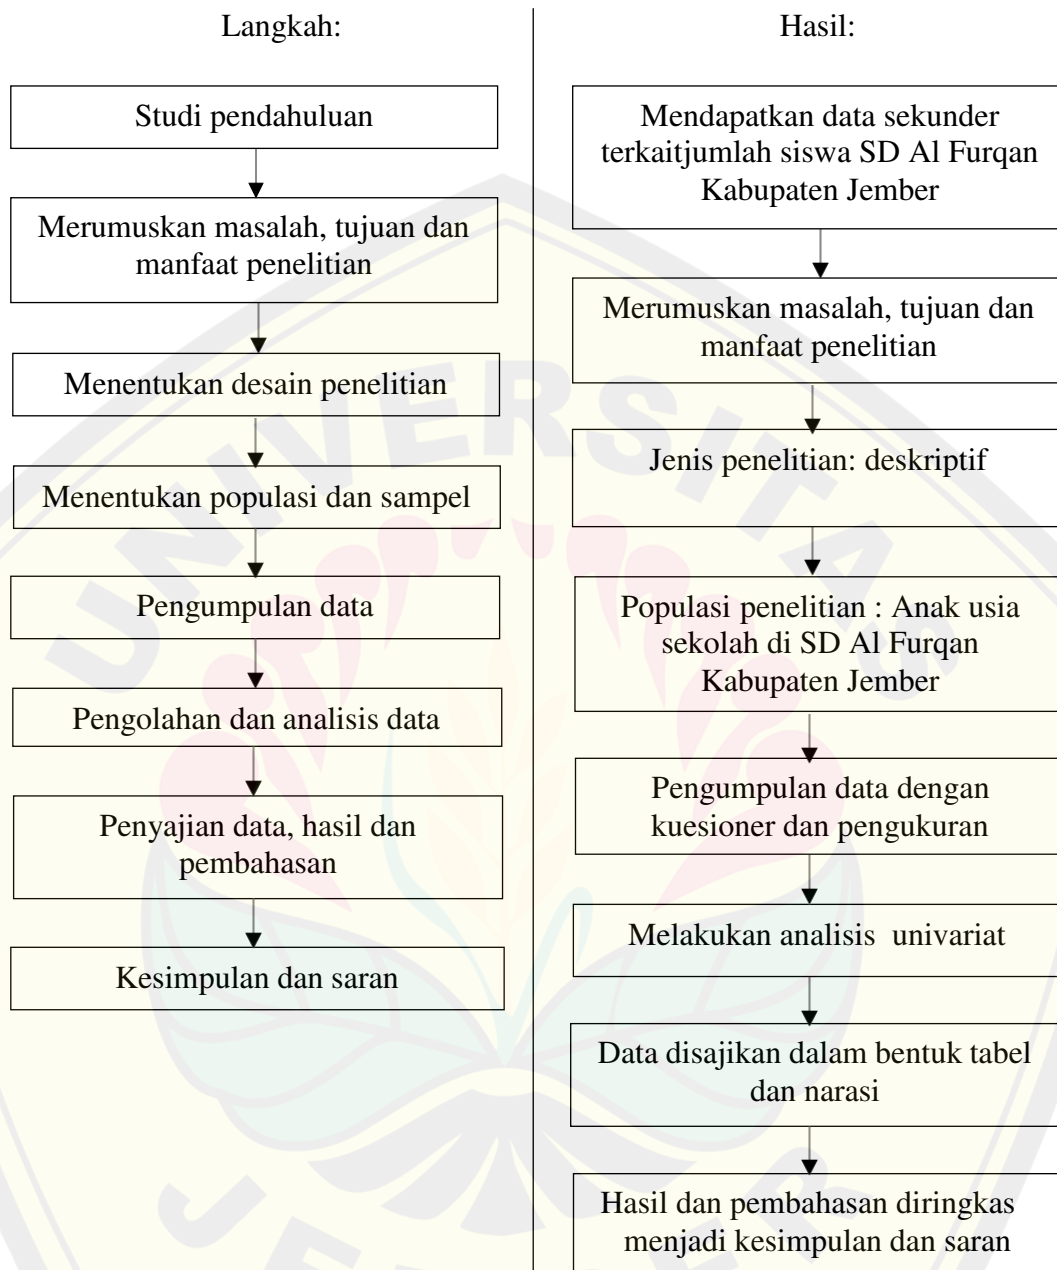 Langkah:
Studi pendahuluan
Merumuskan masalah, tujuan dan
manfaat penelitian
Menentukan desain penelitian
Menentukan populasi dan sampel
Pengumpulan data
Pengolahan dan analisis data
Penyajian data, hasil dan
pembahasan
Kesimpulan dan saran
Hasil:
Mendapatkan data sekunder
terkaitjumlah siswa SD Al Furqan
Kabupaten Jember
Merumuskan masalah, tujuan dan
manfaat penelitian
Jenis penelitian: deskriptif
Populasi penelitian : Anak usia
sekolah di SD Al Furqan
Kabupaten Jember
Pengumpulan data dengan
kuesioner dan pengukuran
Melakukan analisis  univariat
Data disajikan dalam bentuk tabel
dan narasi
Hasil dan pembahasan diringkas
menjadi kesimpulan dan saran
UNIVERSITAS